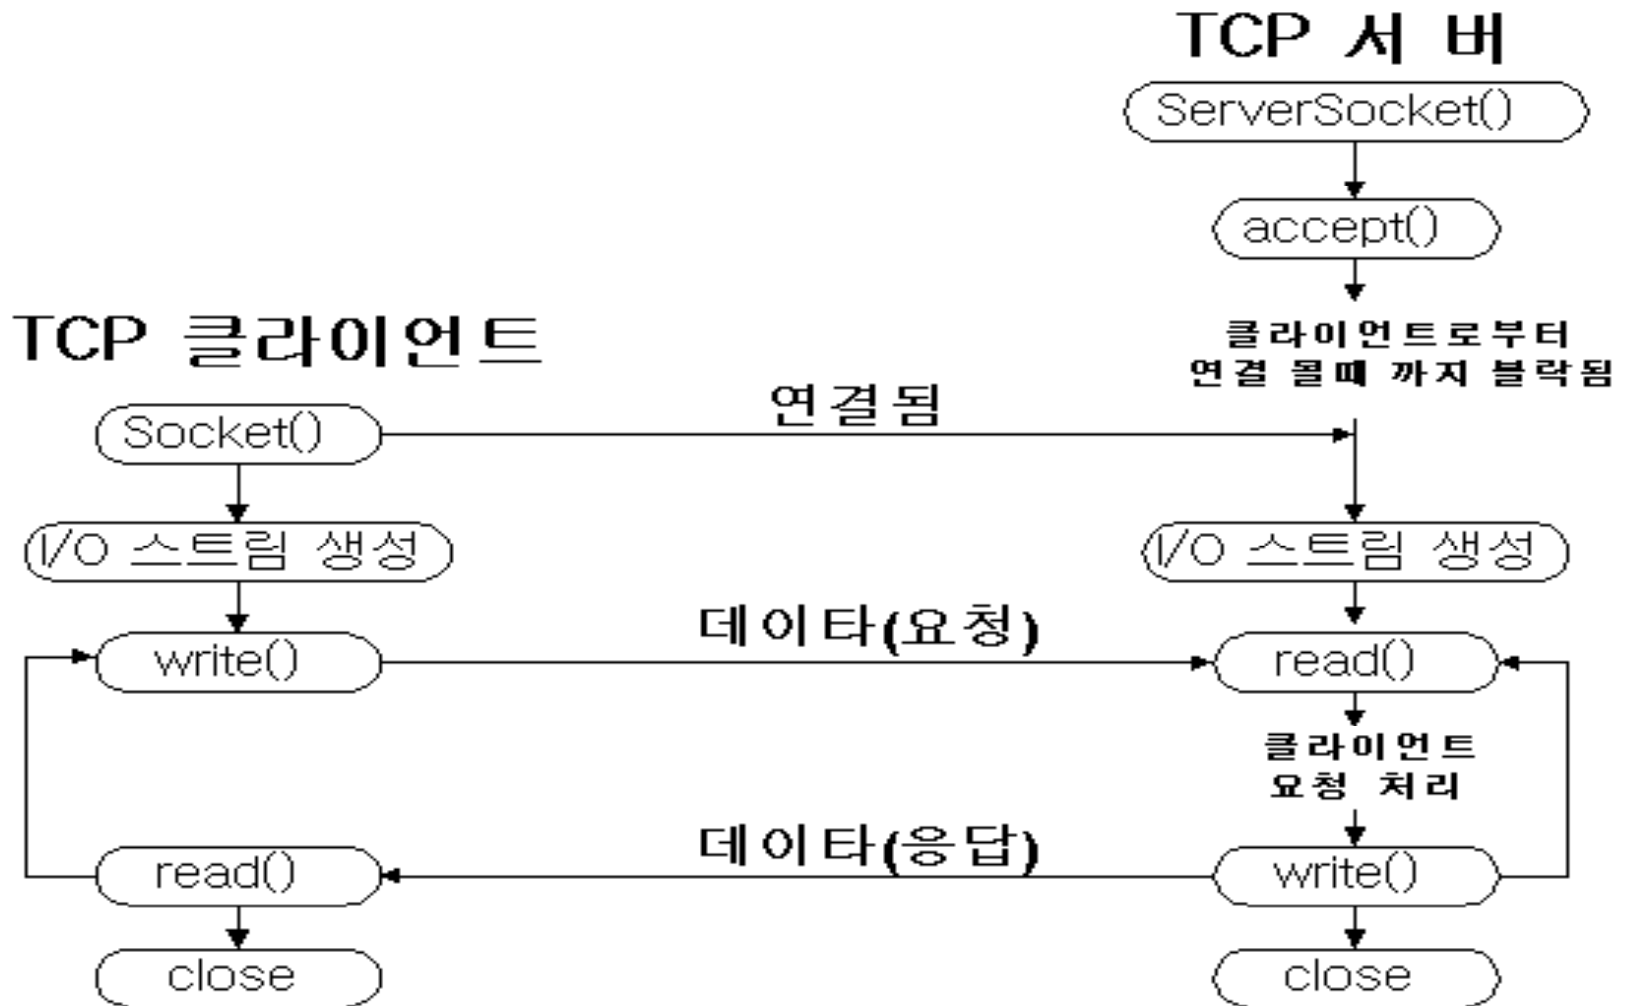 TCP 서 버
ServerSocket()
accept()
클라이언트로부터
연결 올때 까지 블락됨
TCP 클라이언트
연결됨
Socket()
I/O 스트림 생성
I/O 스트림 생성
데이타(요청)
write()
read()
클라이언트
요청 처리
데이타(응답)
read()
write()
close
close